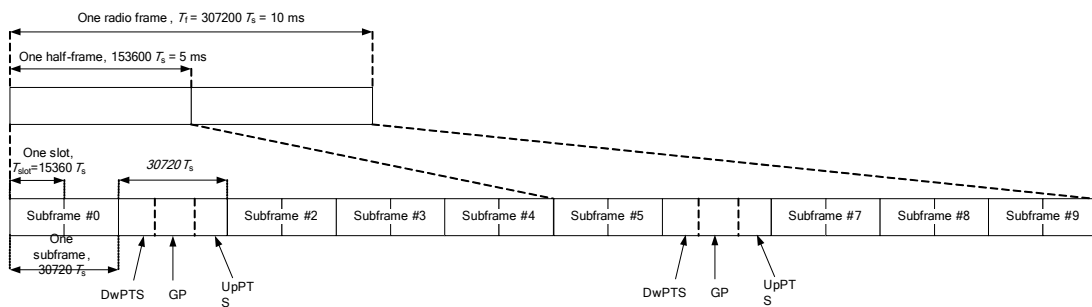 One radio frame , Tf = 307200 Ts = 10 ms
One half-frame, 153600 Ts = 5 ms
One slot,
Tslot=15360 Ts
30720 Ts
Subframe #0
Subframe #2
Subframe #3
Subframe #4
Subframe #5
Subframe #7
Subframe #8
Subframe #9
One
subframe ,
30720 Ts
DwPTS
GP
UpPT
S
DwPTS
GP
UpPT
S